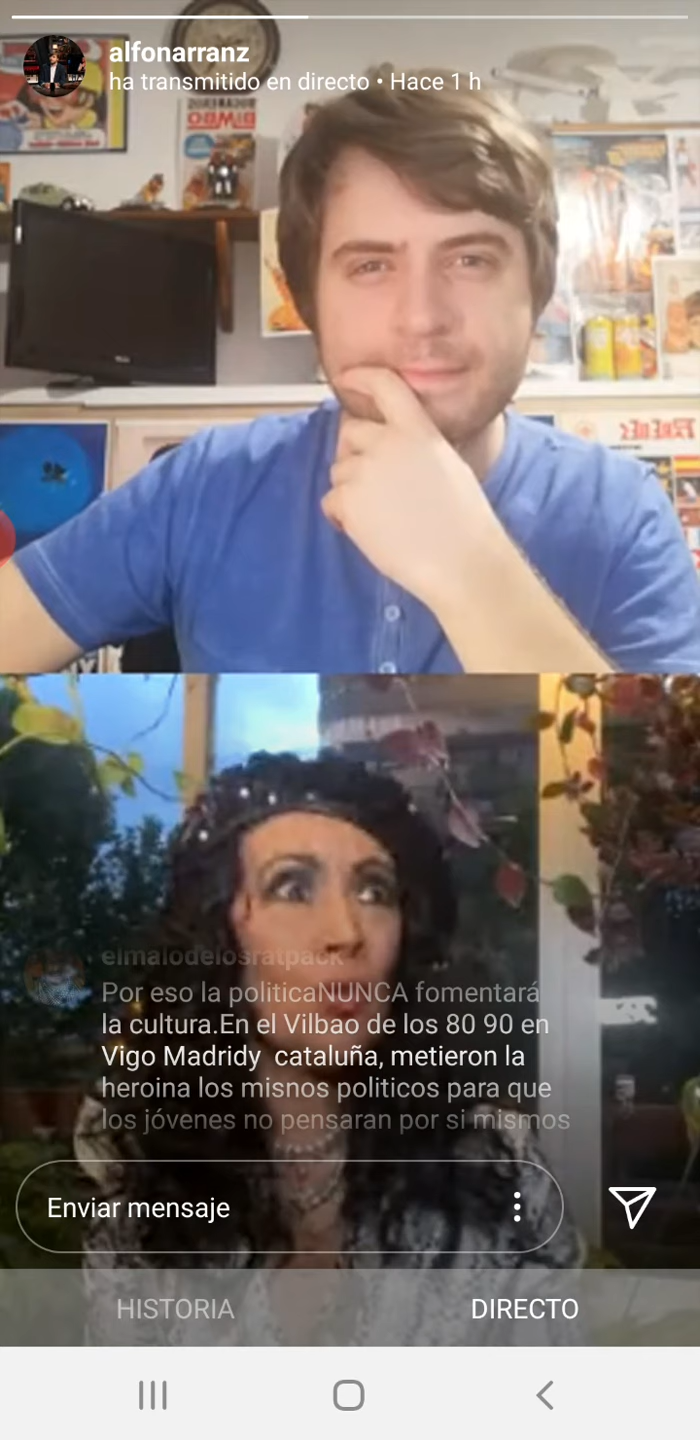 alfonarranz
ha transmitido en directo • Hace 1 h
BIMBO
elmalodelosratpack
Por eso la politicaNUNCA fomentará
la cultura.En el Vilbao de los 80 90 en
Vigo Madridy cataluña, metieron la
heroina los misnos politicos para que
los jóvenes no pensaran por si mismos
Enviar mensaje
HISTORIA
DIRECTO